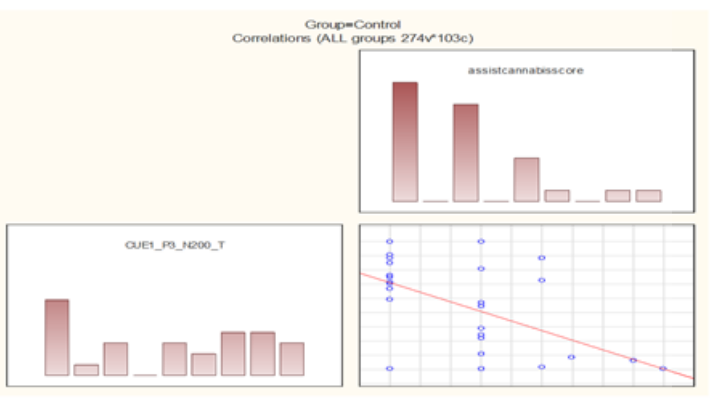 Group=Control
Correlations (ALL groups 274v*103c)
assistcannabisscore
CUE1_P3_N200_T